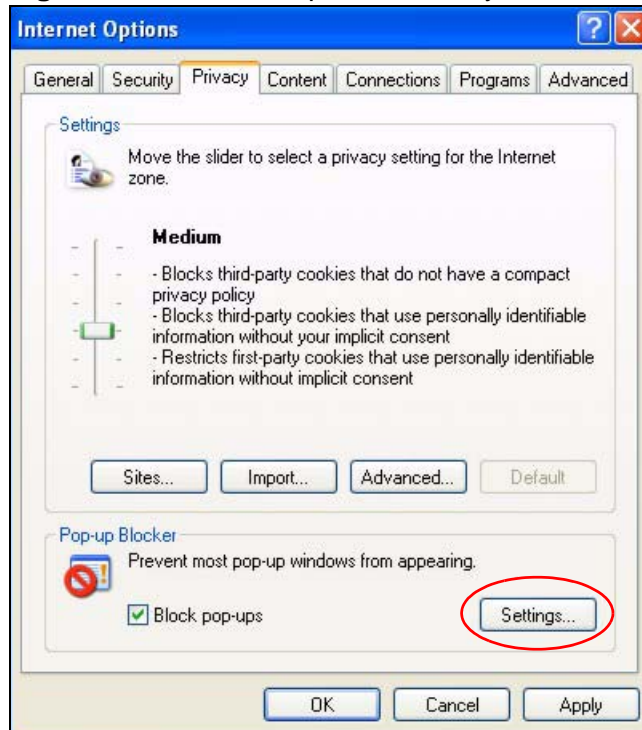 Internet Options
General Security Privacy Content Connections Programs Advanced
Settings
Move the slider to select a privacy setting for the Internet
zone.
Medium
- Blocks third-party cookies that do not have a compact
privacy policy
- Blocks third-party cookies that use personally identifiable
information without your implicit consent
- Restricts first-party cookies that use personally identifiable
information without implicit consent
Sites... Import... Advanced... Default
Pop-up Blocker
Prevent most pop-up windows from appearing.
Block pop-ups
Settings...
OK Cancel Apply